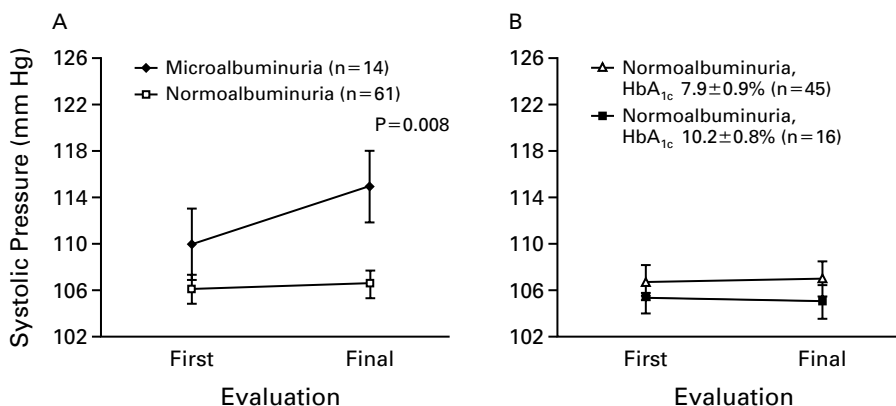 A
Systolic Pressure (mm Hg)
126
122
118
114
110
106
102
Microalbuminuria (n=14)
Normoalbuminuria (n=61)
P=0.008
First
Final
Evaluation
B
126
122
118
114
110
106
102
Normoalbuminuria,
HbA1c 7.9±0.9% (n=45)
Normoalbuminuria,
HbA1c 10.2±0.8% (n=16)
First
Final
Evaluation